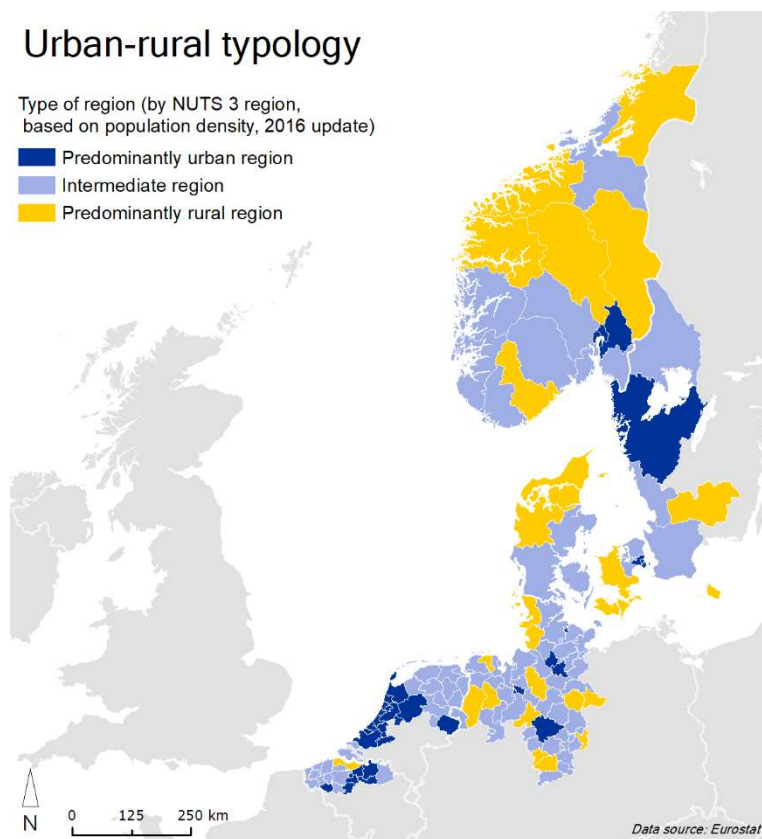 Urban-rural typology
Type of region (by NUTS 3 region,
based on population density, 2016 update)
Predominantly urban region
Intermediate region
Predominantly rural region
N
0 125 250 km
Data source: Eurostat